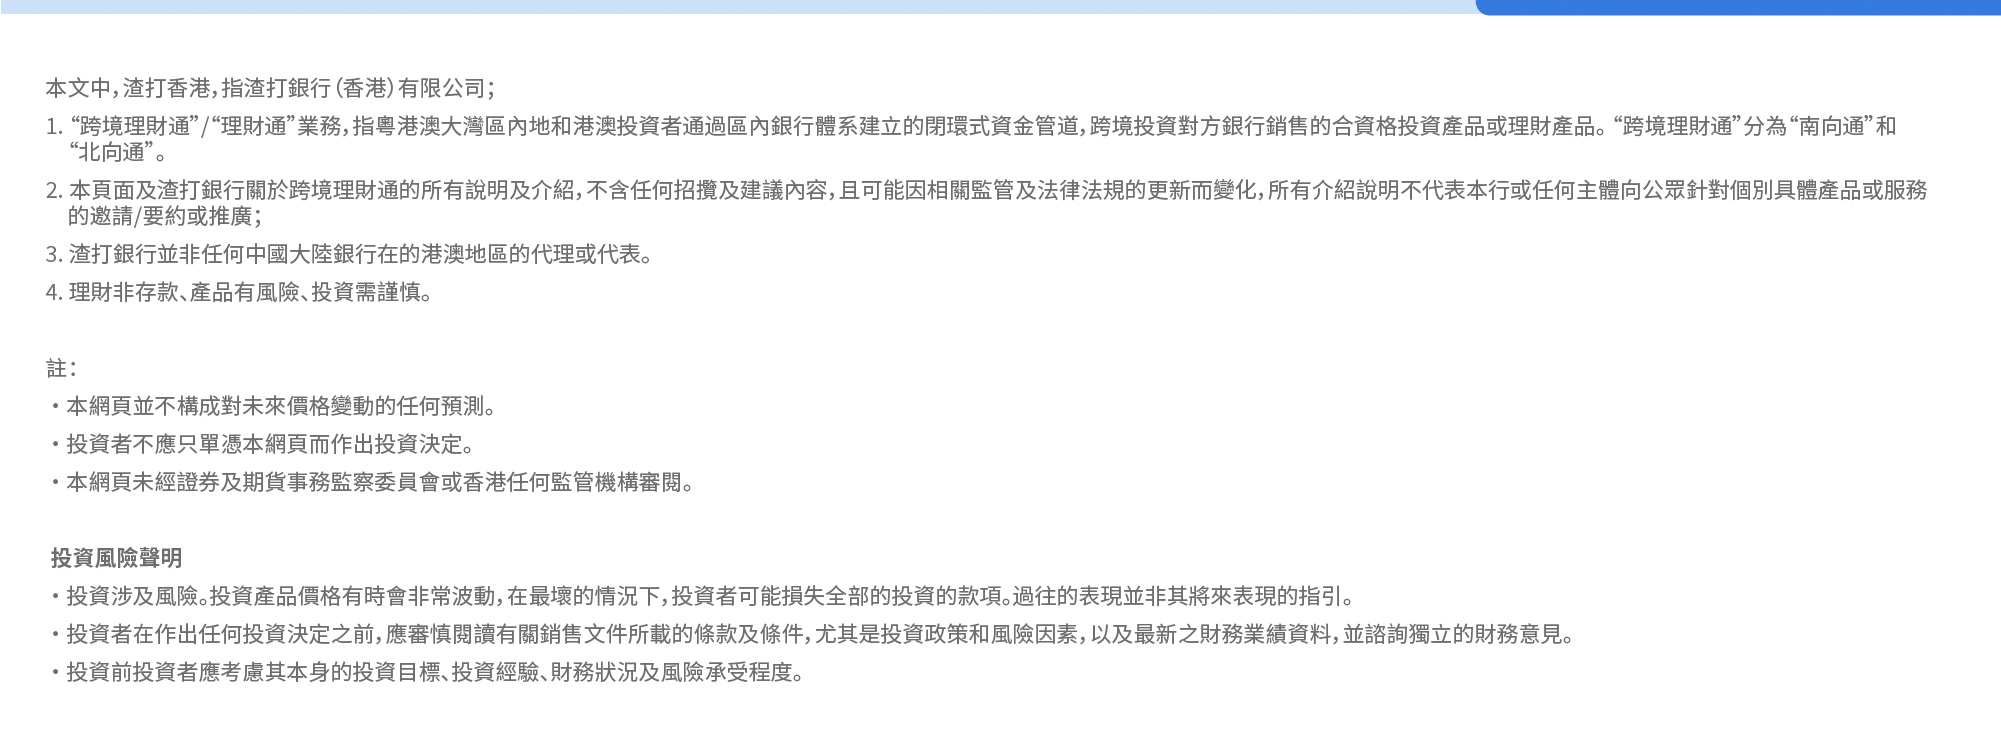 本文中，渣打香港，指渣打銀行（香港）有限公司；
1. “跨境理財通”/“理財通”業務，指粵港澳大灣區內地和港澳投資者通過區內銀行體系建立的閉環式資金管道，跨境投資對方銀行銷售的合資格投資產品或理財產品。“跨境理財通”分為“南向通”和
“北向通”。
2. 本頁面及渣打銀行關於跨境理財通的所有說明及介紹，不含任何招攬及建議內容，且可能因相關監管及法律法規的更新而變化，所有介紹說明不代表本行或任何主體向公眾針對個別具體產品或服務
的邀請/要約或推廣；
3. 渣打銀行並非任何中國大陸銀行在的港澳地區的代理或代表。
4. 理財非存款、產品有風險、投資需謹慎。
註：
・本網頁並不構成對未來價格變動的任何預測。
・投資者不應只單憑本網頁而作出投資決定。
・本網頁未經證券及期貨事務監察委員會或香港任何監管機構審閱。
投資風險聲明
・投資涉及風險。投資產品價格有時會非常波動，在最壞的情況下，投資者可能損失全部的投資的款項。過往的表現並非其將來表現的指引。
・投資者在作出任何投資決定之前，應審慎閱讀有關銷售文件所載的條款及條件，尤其是投資政策和風險因素，以及最新之財務業績資料，並諮詢獨立的財務意見。
・投資前投資者應考慮其本身的投資目標、投資經驗、財務狀況及風險承受程度。